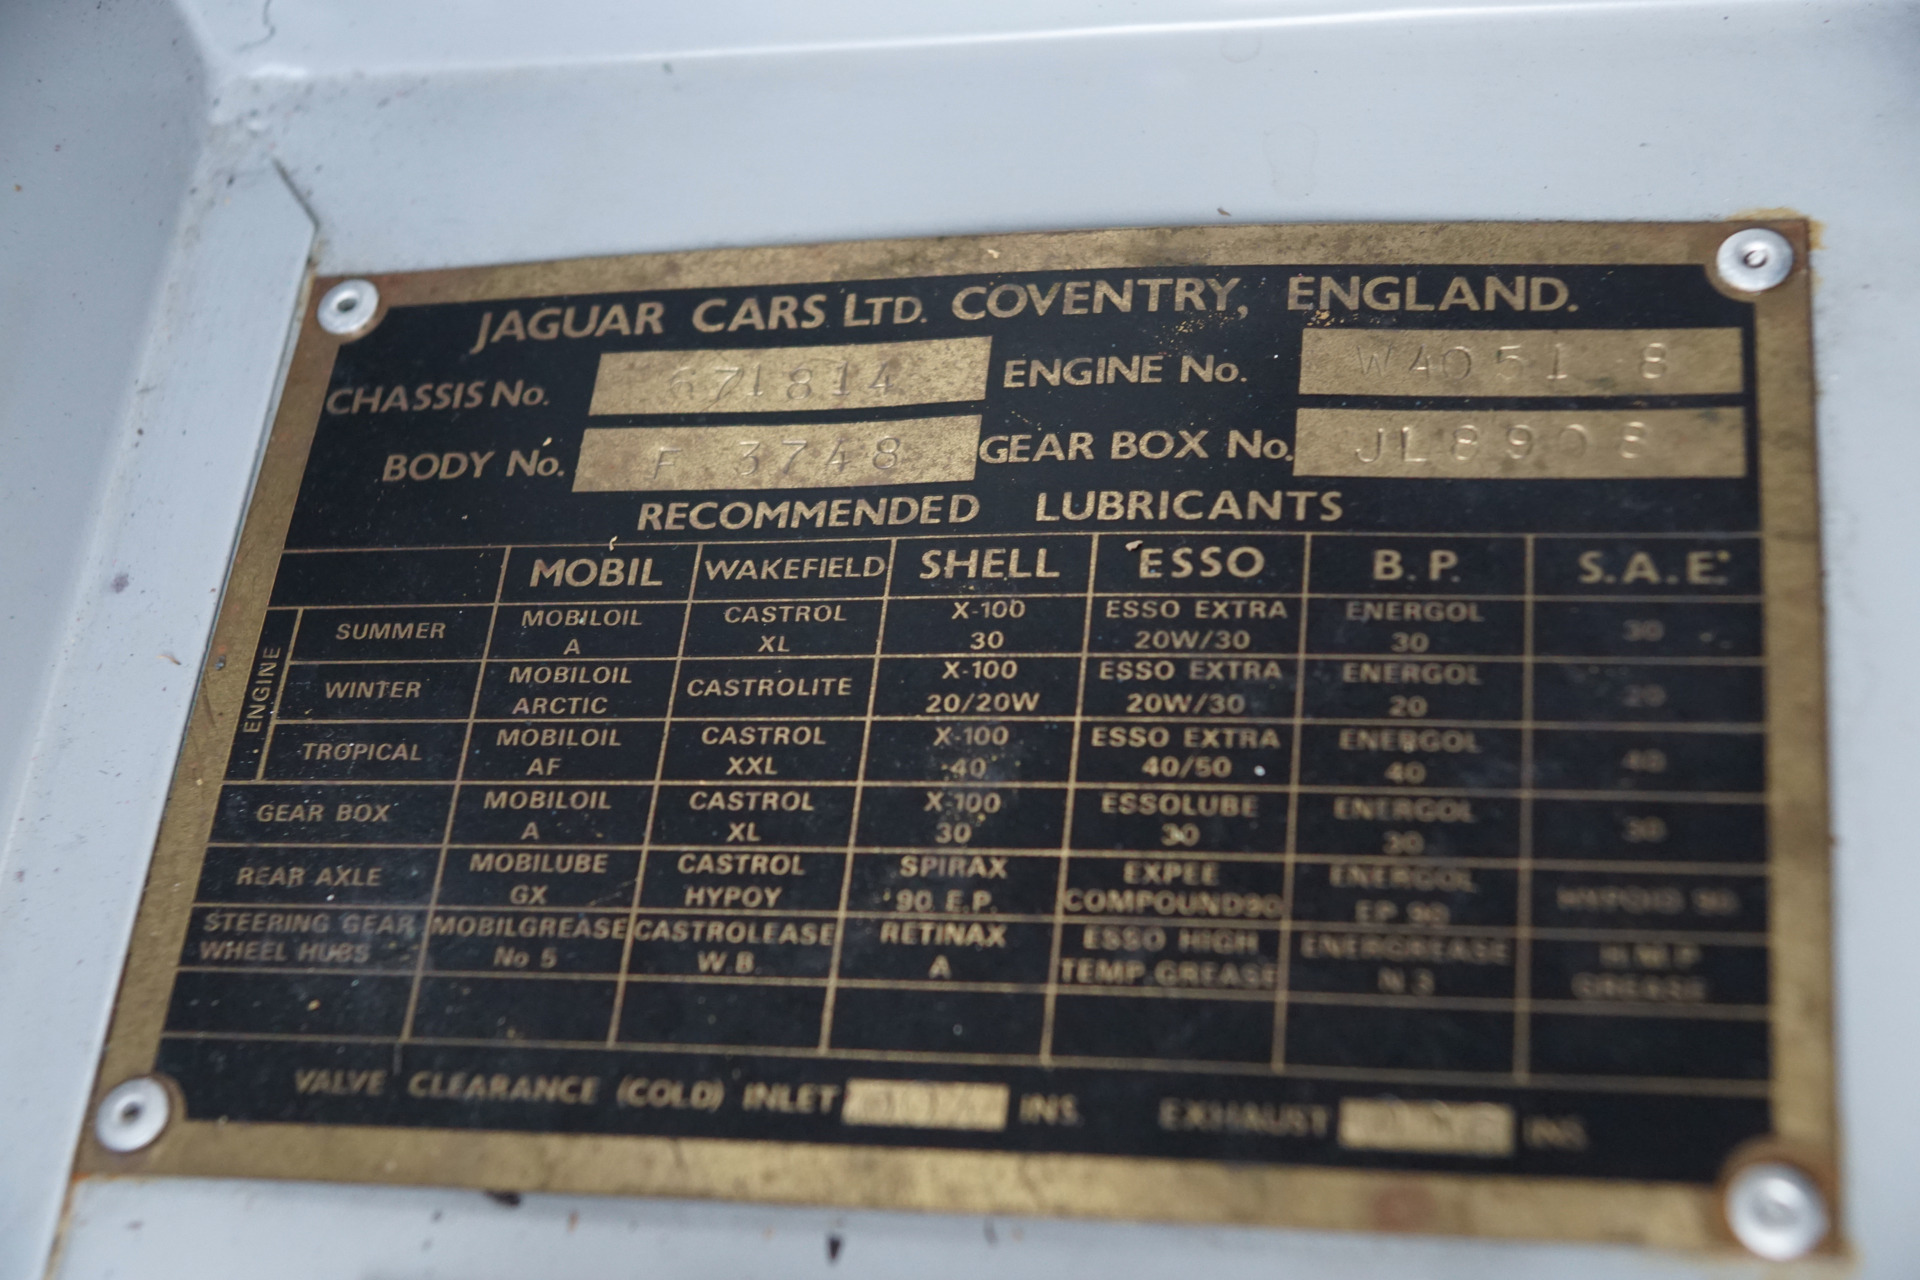 JAGUAR CARS LTD. COVENTRY, ENGLAND.
CHASSIS No. 671814 ENGINE No. W4051 8
BODY No. F 3748 GEAR BOX No. JL8908
RECOMMENDED LUBRICANTS
MOBIL WAKEFIELD SHELL ESSO B.P. S.A.E.
ENGINE
SUMMER MOBILOIL A CASTROL XL X-100 30 ESSO EXTRA 20W/30 ENERGOL 30 30
WINTER MOBILOIL ARCTIC CASTROLITE X-100 20/20W ESSO EXTRA 20W/30 ENERGOL 20 20
TROPICAL MOBILOIL AF CASTROL XXL X-100 40 ESSO EXTRA 40/50 ENERGOL 40 40
GEAR BOX MOBILOIL A CASTROL XL X-100 30 ESSOLUBE 30 ENERGOL 30 30
REAR AXLE MOBILUBE GX CASTROL HYPOY SPIRAX 90 E.P. EXPEE COMPOUND90 ENERGOL EP 90 HYPOID 90
STEERING GEAR WHEEL HUBS MOBILGREASE No 5 CASTROLEASE W.B. RETINAX A ESSO HIGH TEMP. GREASE ENERGREASE N.3 H.M.P GREASE
VALVE CLEARANCE (COLD) INLET INS. EXHAUST INS